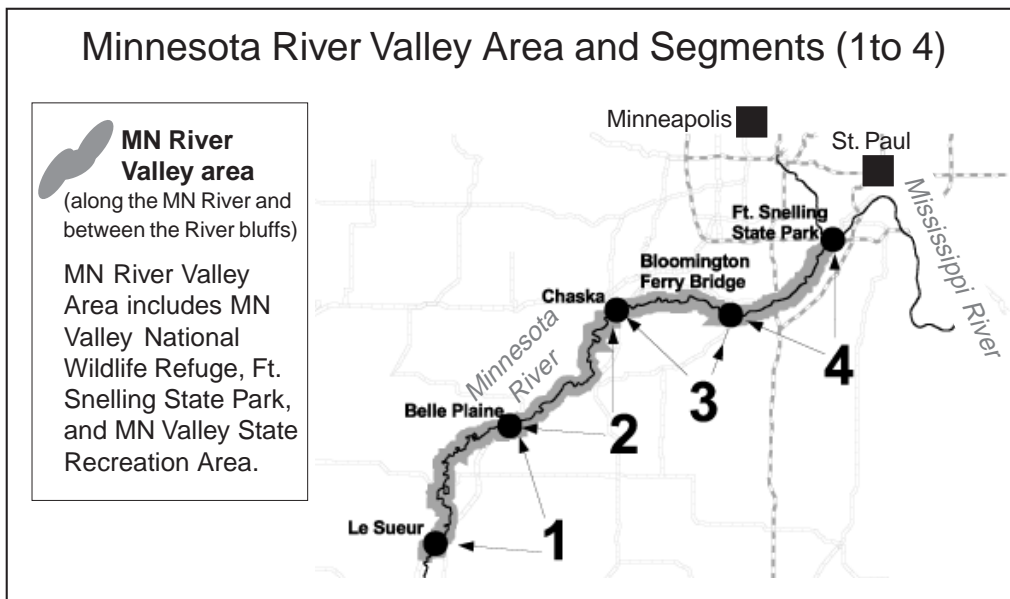 Minnesota River Valley Area and Segments (1to 4)
MN River
Valley area
(along the MN River and
between the River bluffs)
MN River Valley
Area includes MN
Valley National
Wildlife Refuge, Ft.
Snelling State Park,
and MN Valley State
Recreation Area.
Minneapolis
St. Paul
Mississippi River
Ft. Snelling
State Park
Bloomington
Ferry Bridge
Chaska
Minnesota
River
Belle Plaine
Le Sueur
1
2
3
4